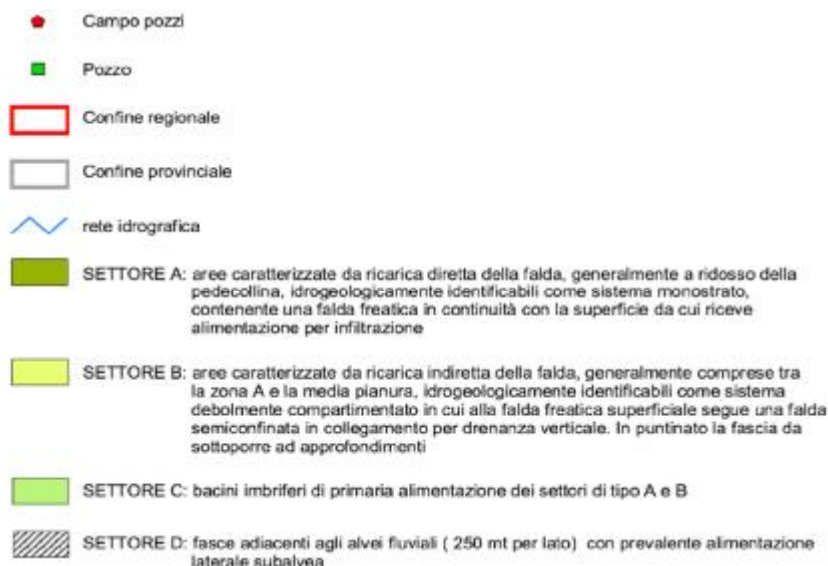 Campo pozzi
Pozzo
Confine regionale
Confine provinciale
rete idrografica
SETTORE A: aree caratterizzate da ricarica diretta della falda, generalmente a ridosso della
pedecollina, idrogeologicamente identificabili come sistema monostrato,
contenente una falda freatica in continuità con la superficie da cui riceve
alimentazione per infiltrazione
SETTORE B: aree caratterizzate da ricarica indiretta della falda, generalmente comprese tra
la zona A e la media pianura, idrogeologicamente identificabili come sistema
debolmente compartimentato in cui alla falda freatica superficiale segue una falda
semiconfinata in collegamento per drenanza verticale. In puntinato la fascia da
sottoporre ad approfondimenti
SETTORE C: bacini imbriferi di primaria alimentazione dei settori di tipo A e B
SETTORE D: fasce adiacenti agli alvei fluviali ( 250 mt per lato) con prevalente alimentazione
laterale subalvea